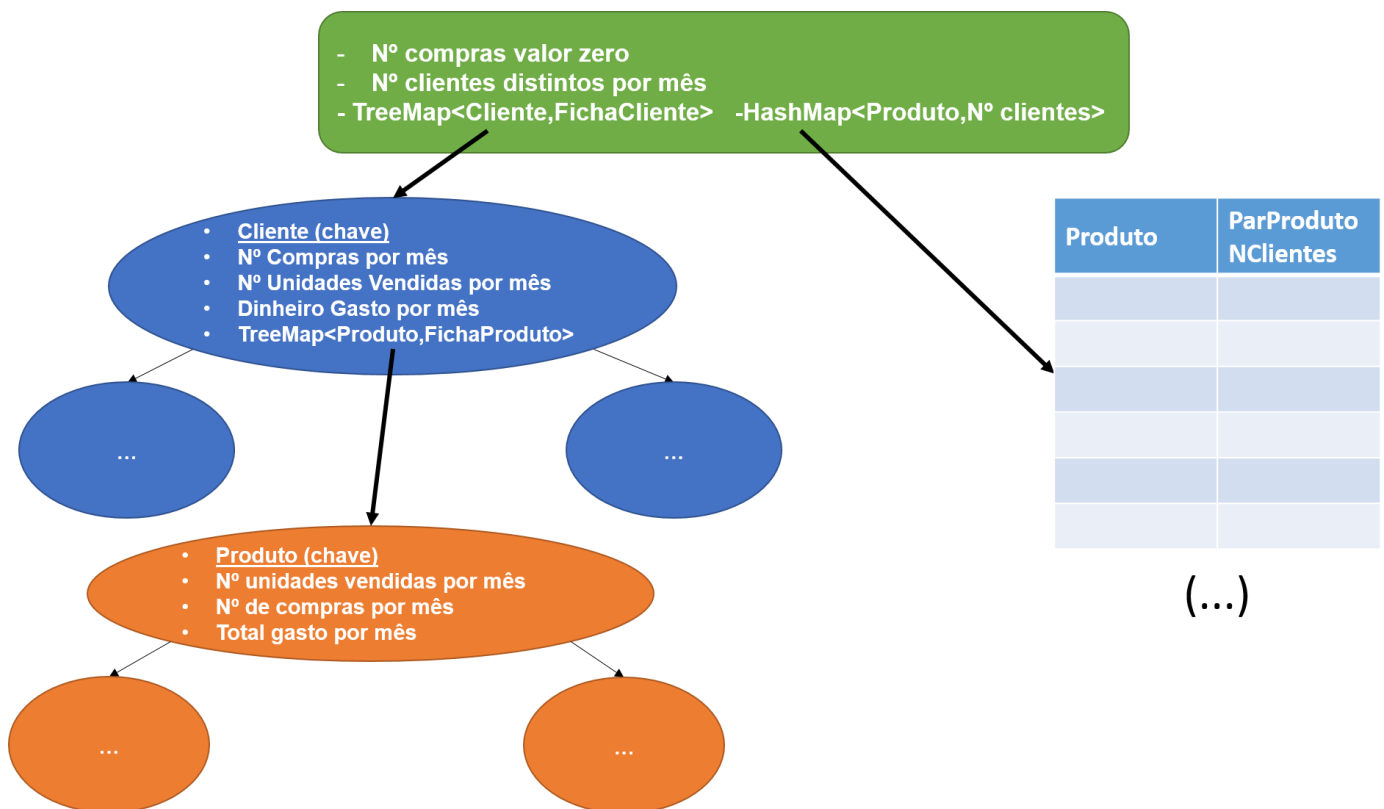 - Nº compras valor zero
- Nº clientes distintos por mês
- TreeMap<Cliente,FichaCliente> -HashMap<Produto,Nº clientes>
• Cliente (chave)
• Nº Compras por mês
• Nº Unidades Vendidas por mês
• Dinheiro Gasto por mês
• TreeMap<Produto,FichaProduto>
Produto
ParProduto
NClientes
...
...
• Produto (chave)
• Nº unidades vendidas por mês
• Nº de compras por mês
• Total gasto por mês
(...)
...
...